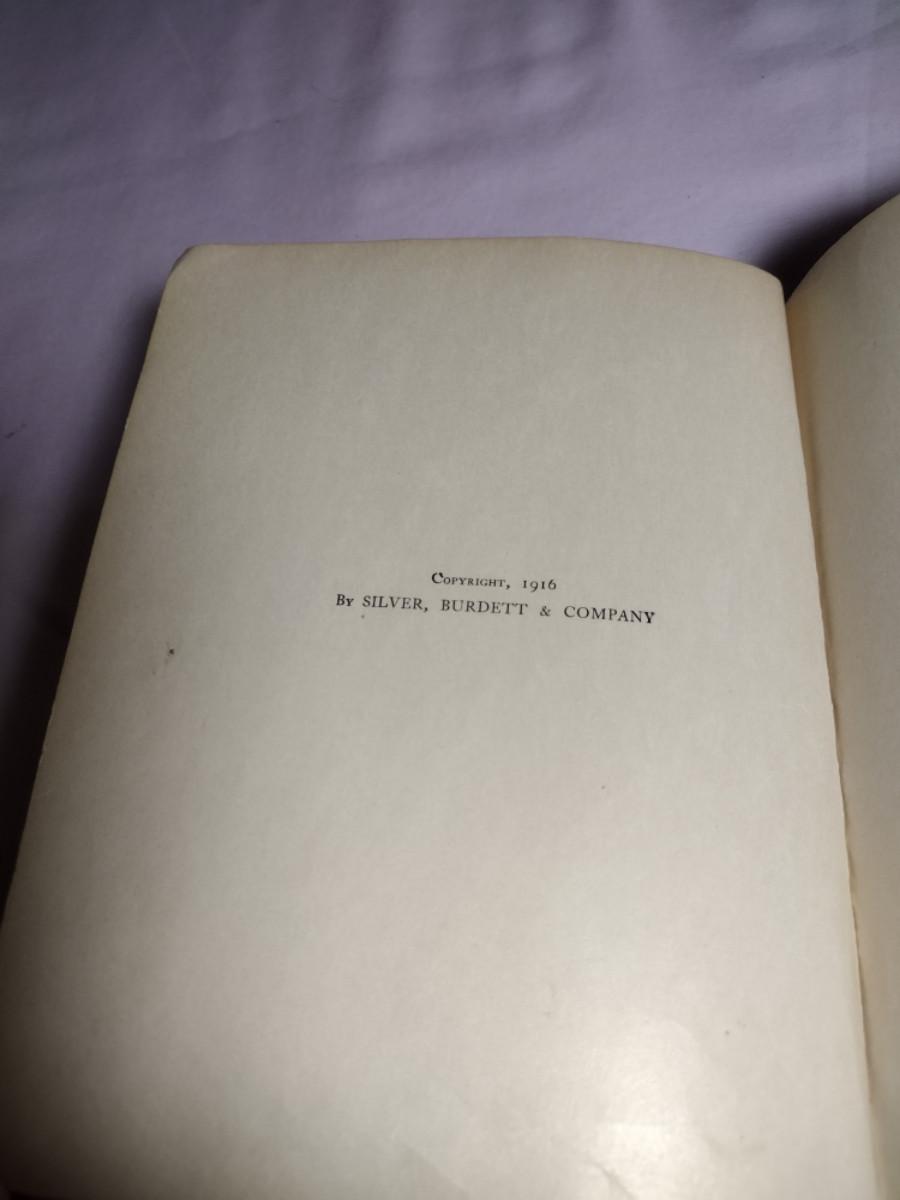 Copyright, 1916
By SILVER, BURDETT & COMPANY